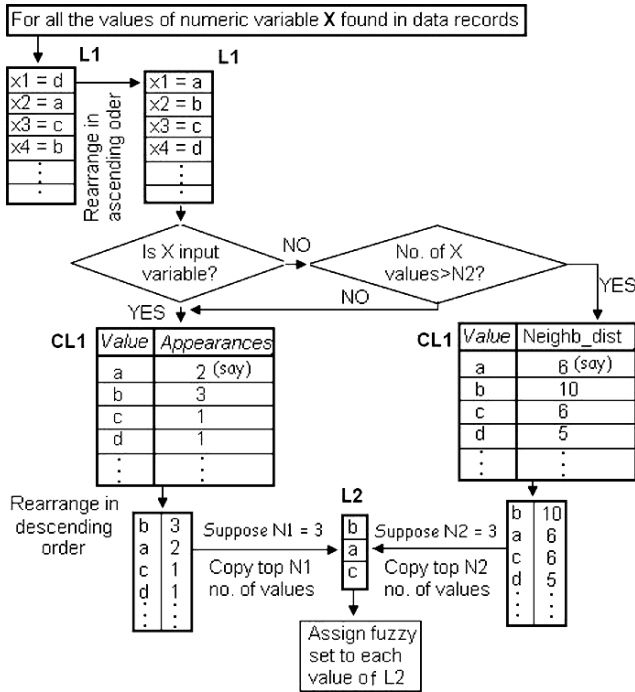 For all the values of numeric variable X found in data records
L1
L1
x1 = d
x2 = a
x3 = c
x4 = b
Rearrange in
ascending oder
x1 = a
x2 = b
x3 = c
x4 = d
Is X input
variable?
NO
No. of X
values>N2?
NO
YES
YES
CL1
Value Appearances
a 2 (say)
b 3
c 1
d 1
CL1
Value Neighb_dist
a 6 (say)
b 10
c 6
d 5
Rearrange in
descending
order
b 3
a 2
c 1
d 1
Suppose N1 = 3
Copy top N1
no. of values
L2
b
a
c
Suppose N2 = 3
Copy top N2
no. of values
b 10
a 6
c 6
d 5
Assign fuzzy
set to each
value of L2